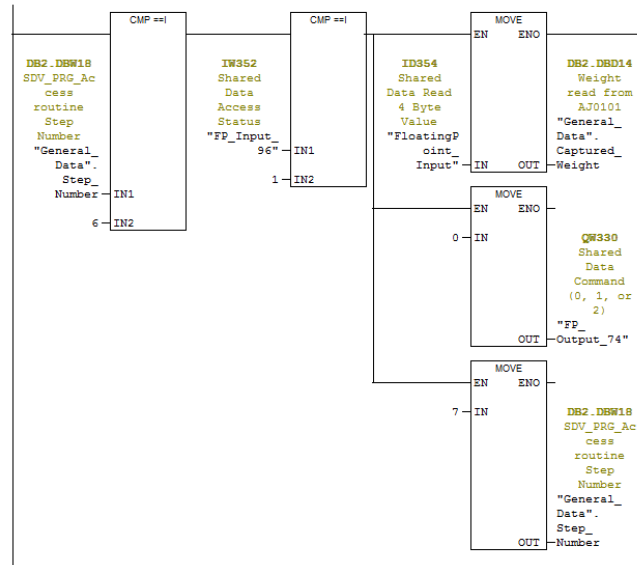 CMP ==I
CMP ==I
MOVE
EN ENO
DB2.DBW18
SDV_PRG_Ac
cess
routine
Step
Number
"General_
Data".
Step_
Number IN1
6 IN2
IW352
Shared
Data
Access
Status
"FP_Input_
96" IN1
1 IN2
ID354
Shared
Data Read
4 Byte
Value
"FloatingP
oint_
Input" IN
DB2.DBD14
Weight
read from
AJ0101
"General_
Data".
Captured_
OUT Weight
MOVE
EN ENO
0 IN
QW330
Shared
Data
Command
(0, 1, or
2)
"FP_
OUT Output_74"
MOVE
EN ENO
7 IN
DB2.DBW18
SDV_PRG_Ac
cess
routine
Step
Number
"General_
Data".
Step_
OUT Number